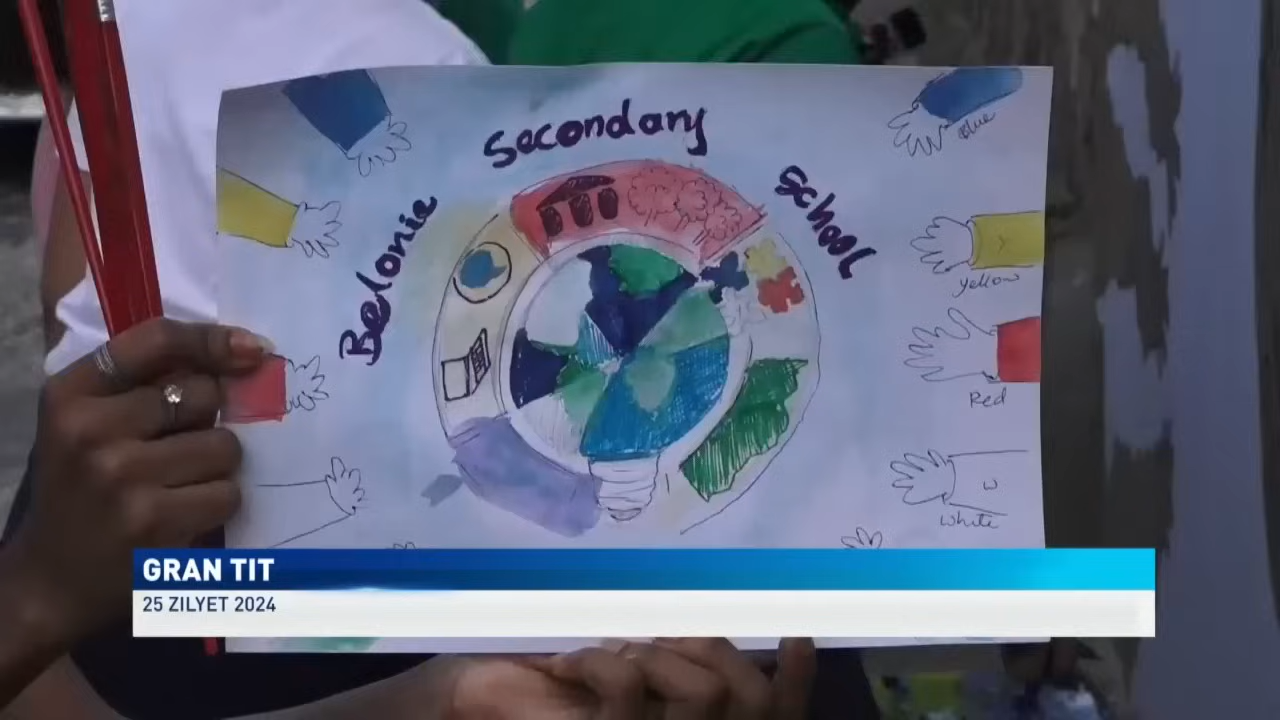 Belonie Secondary School
Blue
Yellow
Red
W
White
GRAN TIT
25 ZILYET 2024